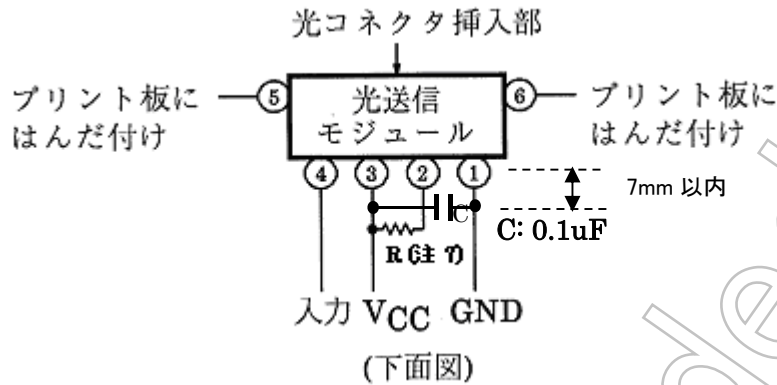 光コネクタ挿入部
プリント板に
はんだ付け
⑤
光送信
モジュール
⑥
プリント板に
はんだ付け
④ ③ ② ①
7mm 以内
C
C: 0.1uF
R (注 7)
入力 VCC GND
(下面図)